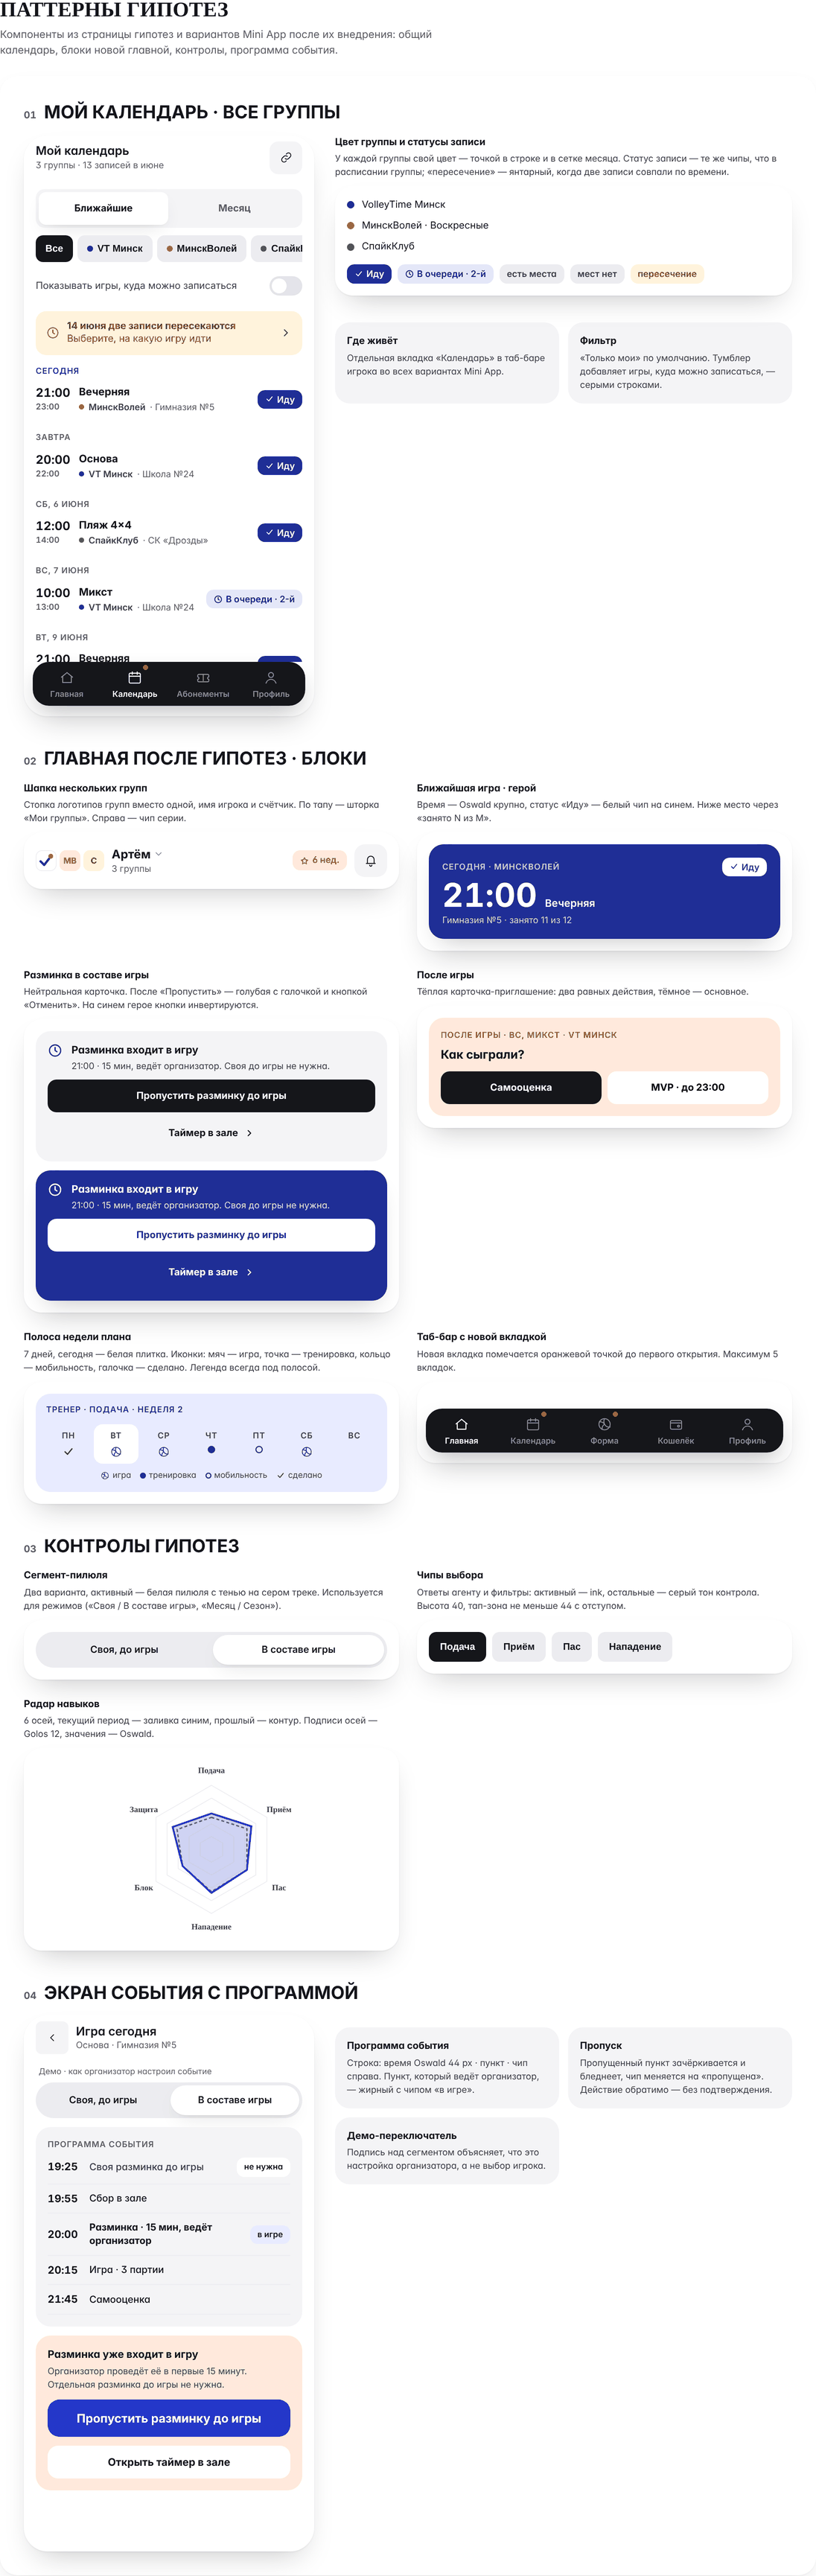 ПАТТЕРНЫ ГИПОТЕЗ
Компоненты из страницы гипотез и вариантов Mini App после их внедрения: общий
календарь, блоки новой главной, контролы, программа события.
01 МОЙ КАЛЕНДАРЬ · ВСЕ ГРУППЫ
Мой календарь
3 группы · 13 записей в июне
Ближайшие
Месяц
Все
VT Минск
МинскВолей
Показывать игры, куда можно записаться
14 июня две записи пересекаются
Выберите, на какую игру идти
СЕГОДНЯ
21:00 Вечерняя
23:00 МинскВолей · Гимназия №5
Иду
ЗАВТРА
20:00 Основа
22:00 VT Минск · Школа №24
Иду
СБ, 6 ИЮНЯ
12:00 Пляж 4×4
14:00 СпайкКлуб · СК «Дрозды»
Иду
ВС, 7 ИЮНЯ
10:00 Микст
13:00 VT Минск · Школа №24
В очереди · 2-й
ВТ, 9 ИЮНЯ
21:00 Вечерняя
Главная
Календарь
Абонементы
Профиль
Цвет группы и статусы записи
У каждой группы свой цвет — точкой в строке и в сетке месяца. Статус записи — те же чипы, что в
расписании группы; «пересечение» — янтарный, когда две записи совпали по времени.
VolleyTime Минск
МинскВолей · Воскресные
СпайкКлуб
Иду
В очереди · 2-й
есть места
мест нет
пересечение
Где живёт
Отдельная вкладка «Календарь» в таб-баре
игрока во всех вариантах Mini App.
Фильтр
«Только мои» по умолчанию. Тумблер
добавляет игры, куда можно записаться, —
серыми строками.
02 ГЛАВНАЯ ПОСЛЕ ГИПОТЕЗ · БЛОКИ
Шапка нескольких групп
Стопка логотипов групп вместо одной, имя игрока и счётчик. По тапу — шторка
«Мои группы». Справа — чип серии.
МВ
С
Артём
3 группы
6 нед.
Ближайшая игра · герой
Время — Oswald крупно, статус «Иду» — белый чип на синем. Ниже место через
«занято N из M».
СЕГОДНЯ · МИНСКВОЛЕЙ
Иду
21:00 Вечерняя
Гимназия №5 · занято 11 из 12
Разминка в составе игры
Нейтральная карточка. После «Пропустить» — голубая с галочкой и кнопкой
«Отменить». На синем герое кнопки инвертируются.
Разминка входит в игру
21:00 · 15 мин, ведёт организатор. Своя до игры не нужна.
Пропустить разминку до игры
Таймер в зале
Разминка входит в игру
21:00 · 15 мин, ведёт организатор. Своя до игры не нужна.
Пропустить разминку до игры
Таймер в зале
После игры
Тёплая карточка-приглашение: два равных действия, тёмное — основное.
ПОСЛЕ ИГРЫ · ВС, МИКСТ · VT МИНСК
Как сыграли?
Самооценка
MVP · до 23:00
Полоса недели плана
7 дней, сегодня — белая плитка. Иконки: мяч — игра, точка — тренировка, кольцо
— мобильность, галочка — сделано. Легенда всегда под полосой.
ТРЕНЕР · ПОДАЧА · НЕДЕЛЯ 2
ПН ВТ СР ЧТ ПТ СБ ВС
игра тренировка мобильность сделано
Таб-бар с новой вкладкой
Новая вкладка помечается оранжевой точкой до первого открытия. Максимум 5
вкладок.
Главная
Календарь
Форма
Кошелёк
Профиль
03 КОНТРОЛЫ ГИПОТЕЗ
Сегмент-пилюля
Два варианта, активный — белая пилюля с тенью на сером треке. Используется
для режимов («Своя / В составе игры», «Месяц / Сезон»).
Своя, до игры
В составе игры
Чипы выбора
Ответы агенту и фильтры: активный — ink, остальные — серый тон контрола.
Высота 40, тап-зона не меньше 44 с отступом.
Подача
Приём
Пас
Нападение
Радар навыков
6 осей, текущий период — заливка синим, прошлый — контур. Подписи осей —
Golos 12, значения — Oswald.
Подача
Защита
Приём
Блок
Пас
Нападение
04 ЭКРАН СОБЫТИЯ С ПРОГРАММОЙ
Игра сегодня
Основа · Гимназия №5
Демо · как организатор настроил событие
Своя, до игры
В составе игры
ПРОГРАММА СОБЫТИЯ
19:25 Своя разминка до игры не нужна
19:55 Сбор в зале
20:00 Разминка · 15 мин, ведёт
организатор
в игре
20:15 Игра · 3 партии
21:45 Самооценка
Разминка уже входит в игру
Организатор проведёт её в первые 15 минут.
Отдельная разминка до игры не нужна.
Пропустить разминку до игры
Открыть таймер в зале
Программа события
Строка: время Oswald 44 px · пункт · чип
справа. Пункт, который ведёт организатор,
— жирный с чипом «в игре».
Пропуск
Пропущенный пункт зачёркивается и
бледнеет, чип меняется на «пропущена».
Действие обратимо — без подтверждения.
Демо-переключатель
Подпись над сегментом объясняет, что это
настройка организатора, а не выбор игрока.